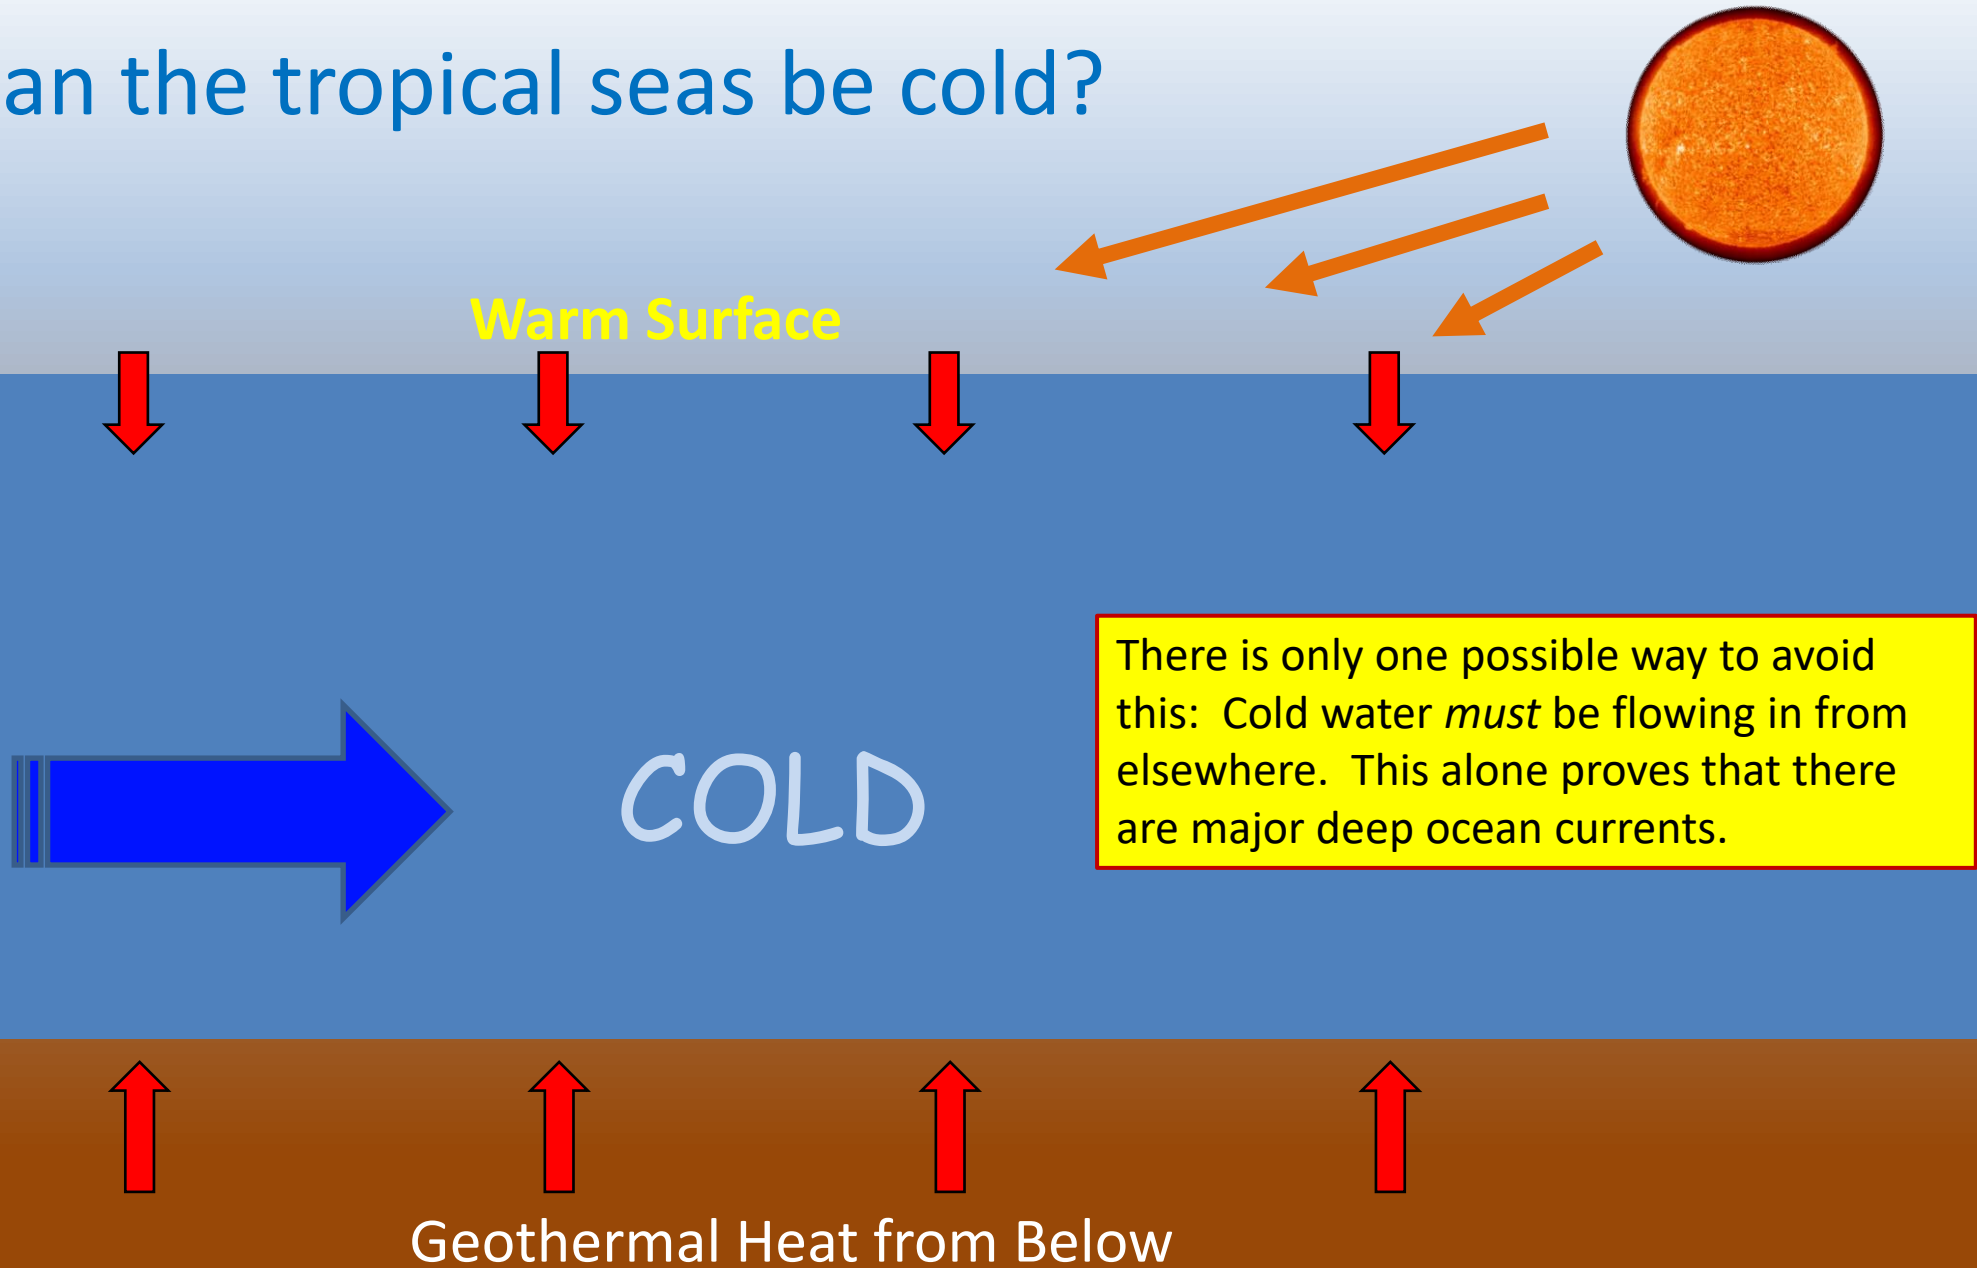 an the tropical seas be cold?
Warm Surface
There is only one possible way to avoid
this: Cold water must be flowing in from
elsewhere. This alone proves that there
are major deep ocean currents.
COLD
Geothermal Heat from Below